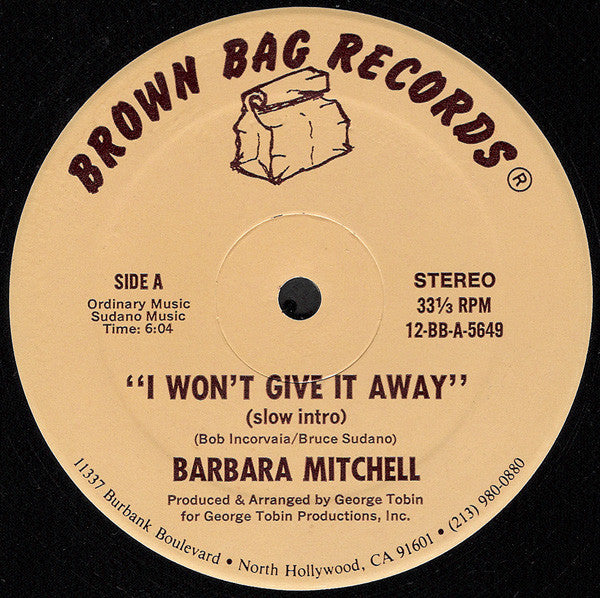 BROWN BAG RECORDS®
SIDE A
Ordinary Music
Sudano Music
Time: 6:04
STEREO
33⅓ RPM
12-BB-A-5649
"I WON'T GIVE IT AWAY"
(slow intro)
(Bob Incorvaia/Bruce Sudano)
BARBARA MITCHELL
Produced & Arranged by George Tobin
for George Tobin Productions, Inc.
11337 Burbank Boulevard • North Hollywood, CA 91601 • (213) 980-0880